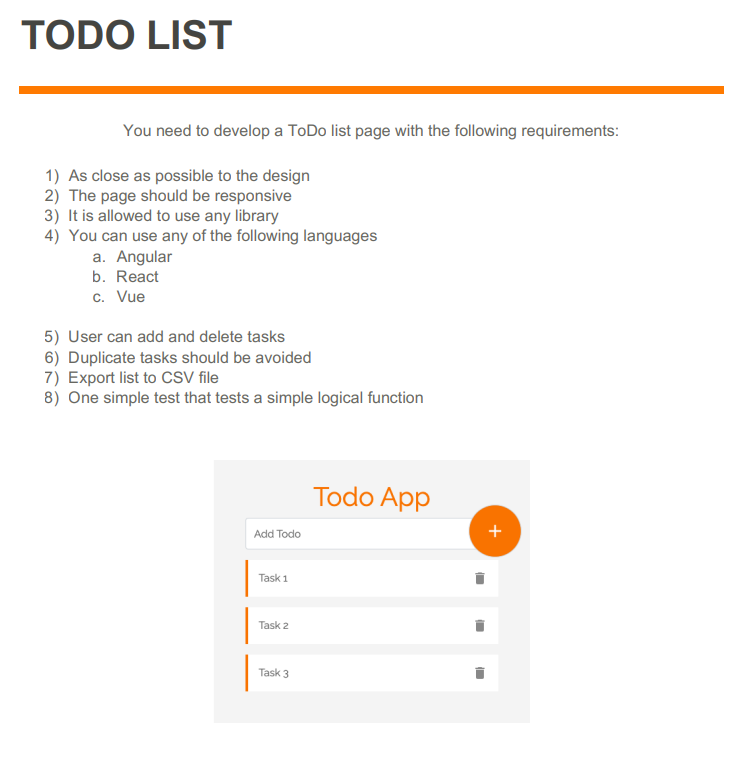 TODO LIST
You need to develop a ToDo list page with the following requirements:
1) As close as possible to the design
2) The page should be responsive
3) It is allowed to use any library
4) You can use any of the following languages
a. Angular
b. React
c. Vue
5) User can add and delete tasks
6) Duplicate tasks should be avoided
7) Export list to CSV file
8) One simple test that tests a simple logical function
Todo App
Add Todo
+
Task 1
Task 2
Task 3